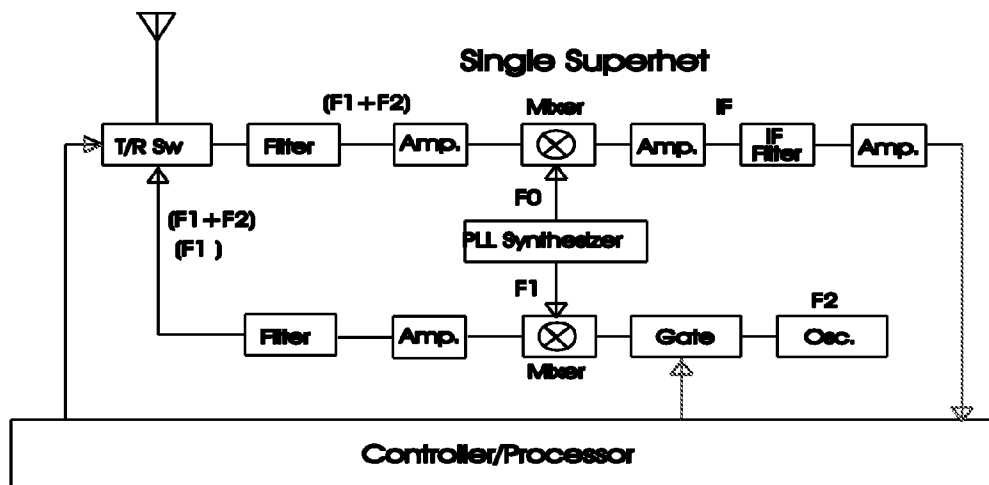 Single Superhet
(F1+F2)
Mixer
IF
T/R Sw
Filter
Amp.
Amp.
IF
Filter
Amp.
F0
(F1+F2)
(F1 )
PLL Synthesizer
F1
F2
Filter
Amp.
Gate
Osc.
Mixer
Controller/Processor